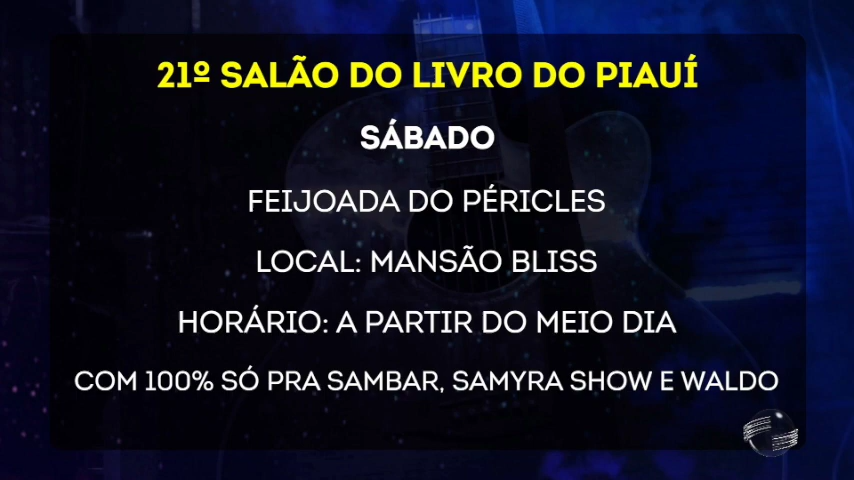 21º SALÃO DO LIVRO DO PIAUÍ
SÁBADO
FEIJOADA DO PÉRICLES
LOCAL: MANSÃO BLISS
HORÁRIO: A PARTIR DO MEIO DIA
COM 100% SÓ PRA SAMBAR, SAMYRA SHOW E WALDO